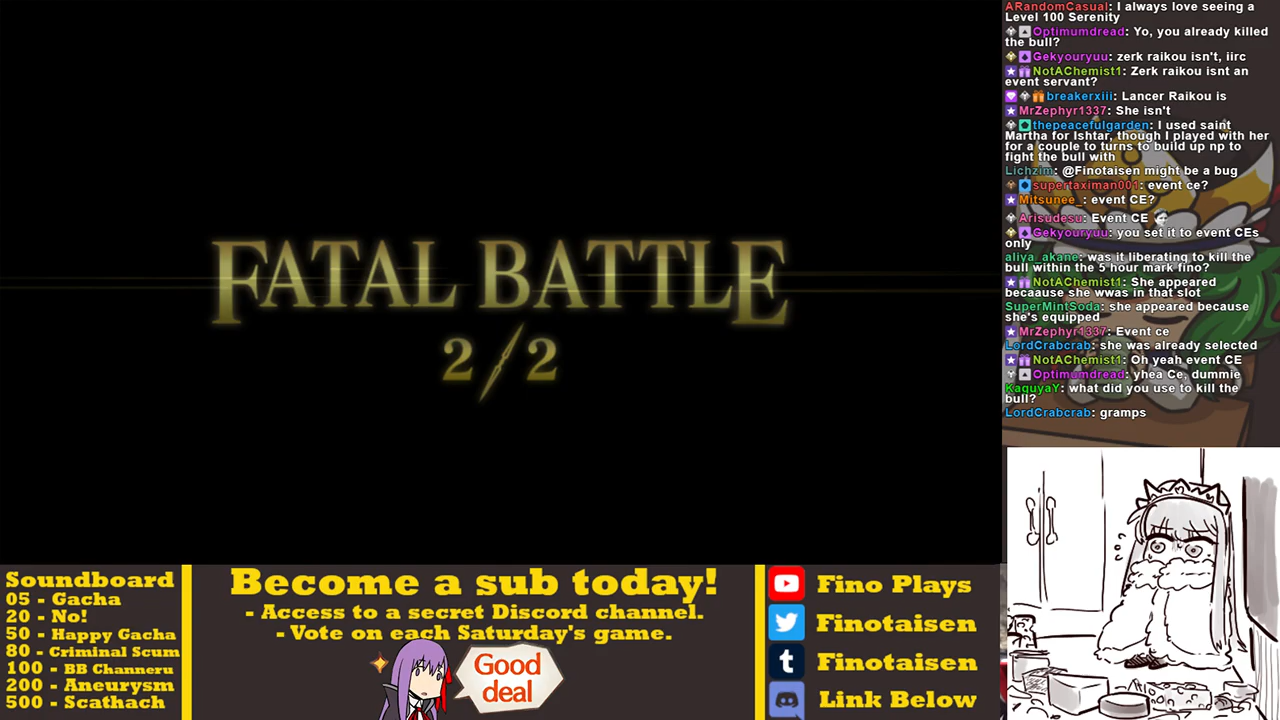 FATAL BATTLE
2/2
ARandomCasual: I always love seeing a
Level 100 Serenity
Optimumdread: Yo, you already killed
the bull?
Gekyouryuu: zerk raikou isn't, iirc
NotAChemist1: Zerk raikou isnt an
event servant?
breakerxiii: Lancer Raikou is
MrZephyr1337: She isn't
thepeacefulgarden: I used saint
Martha for Ishtar, though I played with her
for a couple to turns to build up np to
fight the bull with
Lichzim: @Finotaisen might be a bug
supertaximan001: event ce?
Mitsunee_: event CE?
Arisudesu: Event CE
Gekyouryuu: you set it to event CEs
only
aliya_akane: was it liberating to kill the
bull within the 5 hour mark fino?
NotAChemist1: She appeared
becaause she wwas in that slot
SuperMintSoda: she appeared because
she's equipped
MrZephyr1337: Event ce
LordCrabcrab: she was already selected
NotAChemist1: Oh yeah event CE
Optimumdread: yhea Ce, dummie
KaquyaY: what did you use to kill the
bull?
LordCrabcrab: gramps
Soundboard
05 - Gacha
20 - No!
50 - Happy Gacha
80 - Criminal Scum
100 - BB Channeru
200 - Aneurysm
500 - Scathach
Become a sub today!
- Access to a secret Discord channel.
- Vote on each Saturday's game.
Good
deal
Fino Plays
Finotaisen
t Finotaisen
Link Below